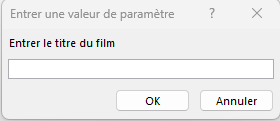 Entrer une valeur de paramètre ? ×
Entrer le titre du film
OK Annuler